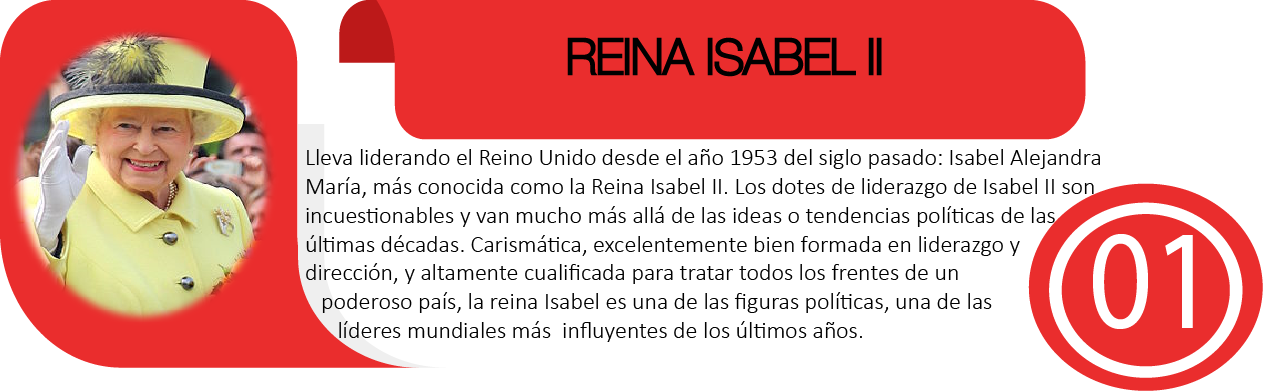 REINA ISABEL II
Lleva liderando el Reino Unido desde el año 1953 del siglo pasado: Isabel Alejandra
María, más conocida como la Reina Isabel II. Los dotes de liderazgo de Isabel II son
incuestionables y van mucho más allá de las ideas o tendencias políticas de las
últimas décadas. Carismática, excelentemente bien formada en liderazgo y
dirección, y altamente cualificada para tratar todos los frentes de un
poderoso país, la reina Isabel es una de las figuras políticas, una de las
líderes mundiales más  influyentes de los últimos años.
01